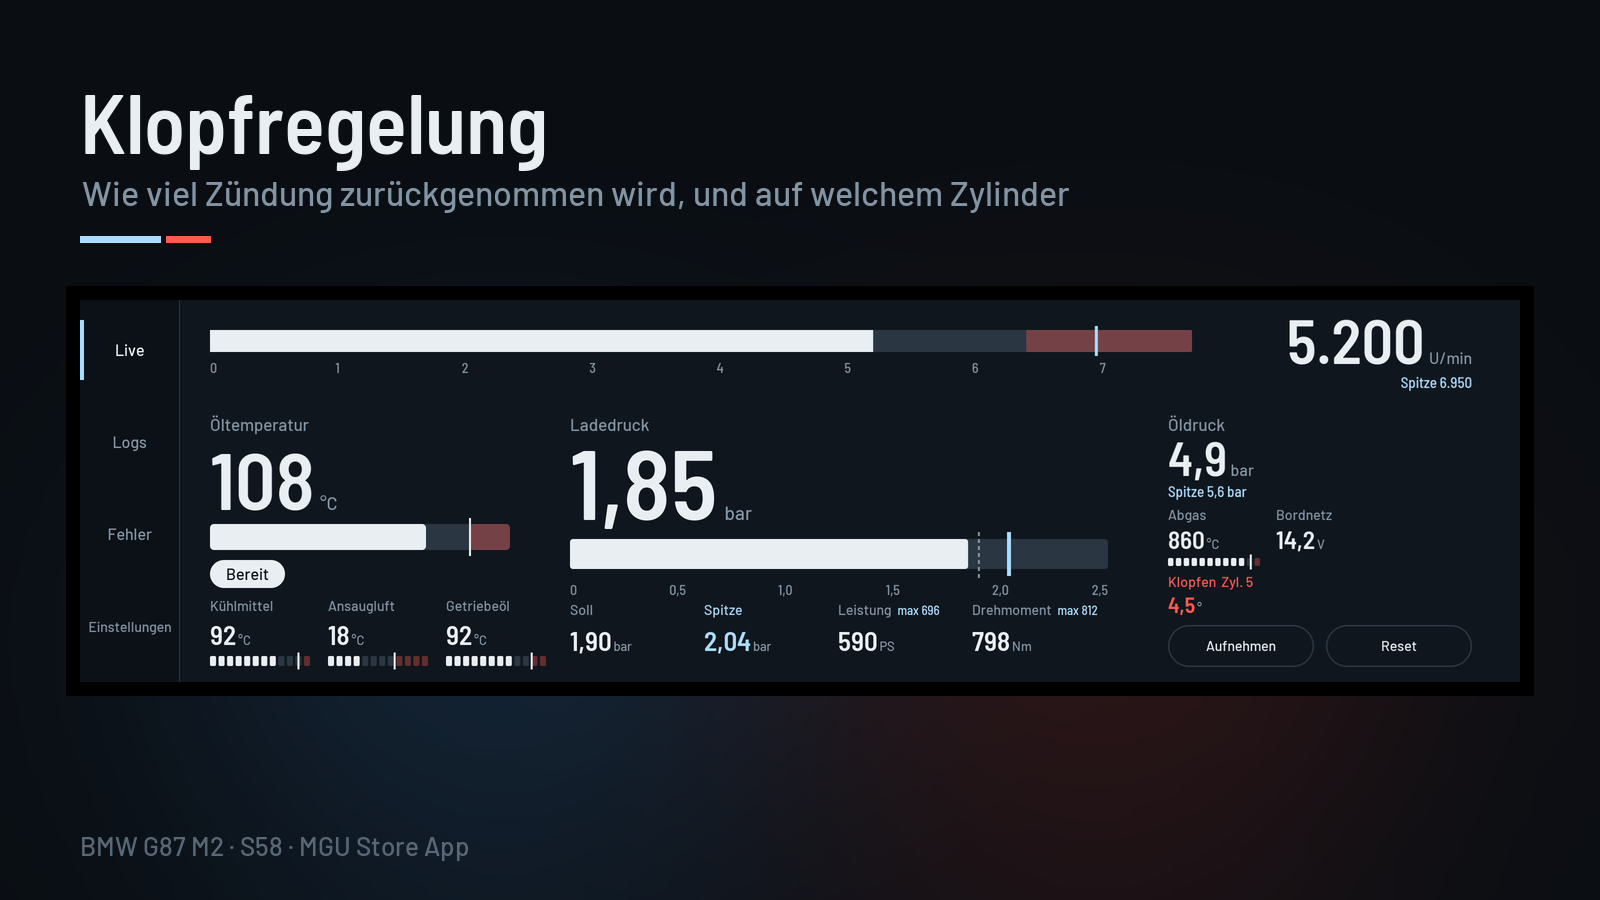 Klopfregelung
Wie viel Zündung zurückgenommen wird, und auf welchem Zylinder
Live
Logs
Fehler
Einstellungen
0 1 2 3 4 5 6 7
5.200 U/min
Spitze 6.950
Öltemperatur
108 °C
Bereit
Kühlmittel Ansaugluft Getriebeöl
92 °C 18 °C 92 °C
Ladedruck
1,85 bar
0 0,5 1,0 1,5 2,0 2,5
Soll Spitze Leistung max 696 Drehmoment max 812
1,90 bar 2,04 bar 590 PS 798 Nm
Öldruck
4,9 bar
Spitze 5,6 bar
Abgas Bordnetz
860 °C 14,2 V
Klopfen Zyl. 5
4,5 °
Aufnehmen Reset
BMW G87 M2 · S58 · MGU Store App